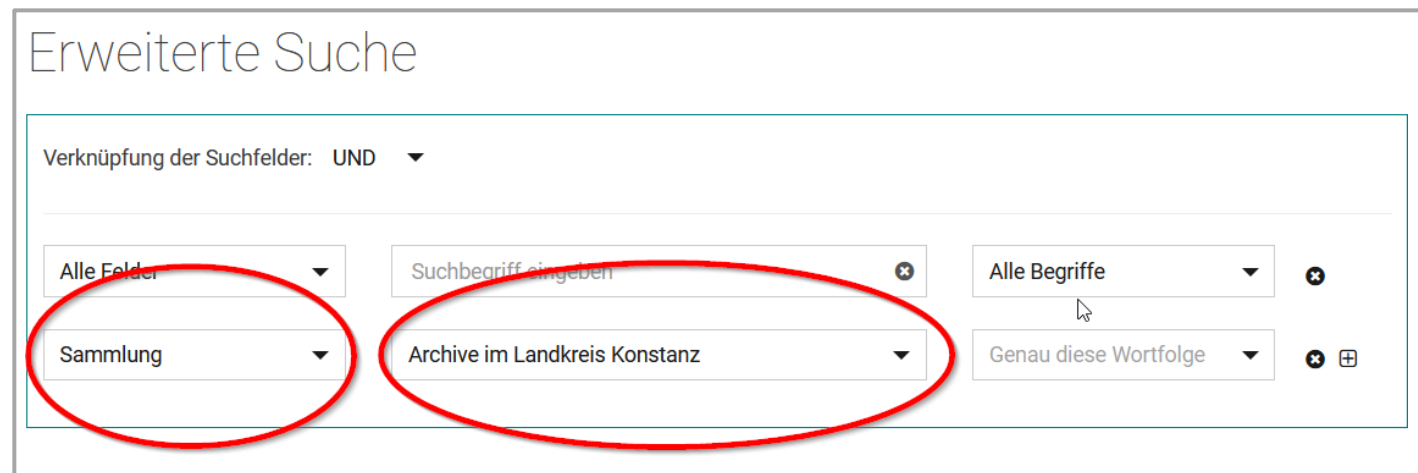 Erweiterte Suche
Verknüpfung der Suchfelder: UND
Alle Felder Suchbegriff eingeben Alle Begriffe
Sammlung Archive im Landkreis Konstanz Genau diese Wortfolge